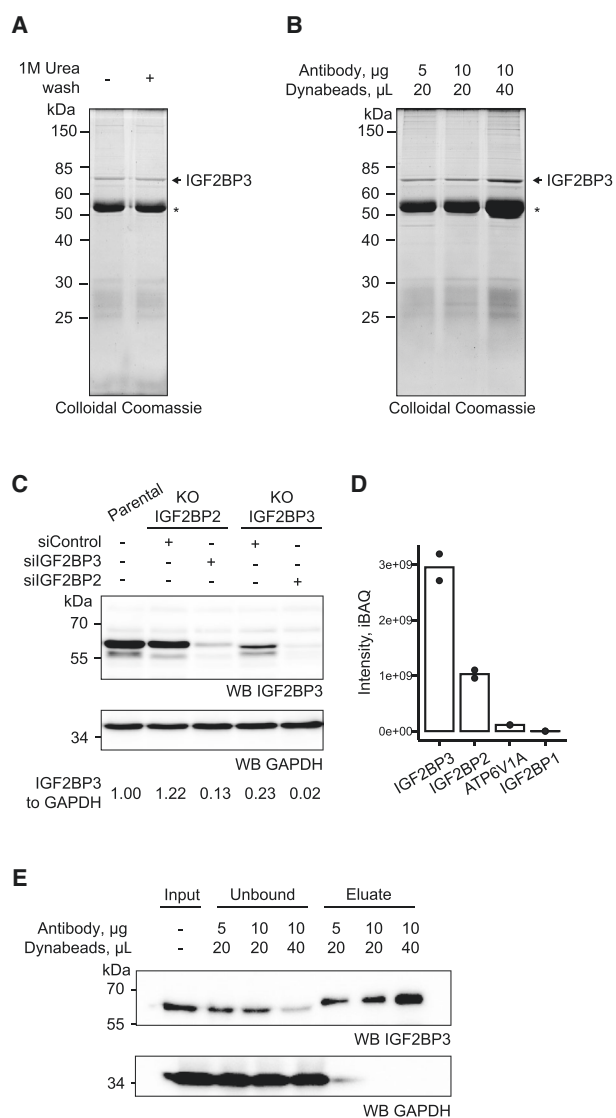 A
1M Urea
wash
- +
kDa
150
85
60
50
40
30
25
IGF2BP3
*
Colloidal Coomassie
B
Antibody, µg 5 10 10
Dynabeads, µL 20 20 40
kDa
150
85
60
50
40
30
25
IGF2BP3
*
Colloidal Coomassie
C
Parental
KO
IGF2BP2
KO
IGF2BP3
siControl - + - + -
siIGF2BP3 - - + - -
siIGF2BP2 - - - - +
kDa
70
55
WB IGF2BP3
34
WB GAPDH
IGF2BP3
to GAPDH
1.00 1.22 0.13 0.23 0.02
D
Intensity, iBAQ
3e+09
2e+09
1e+09
0e+00
IGF2BP3
IGF2BP2
ATP6V1A
IGF2BP1
E
Input Unbound Eluate
Antibody, µg - 5 10 10 5 10 10
Dynabeads, µL - 20 20 40 20 20 40
kDa
70
55
WB IGF2BP3
34
WB GAPDH